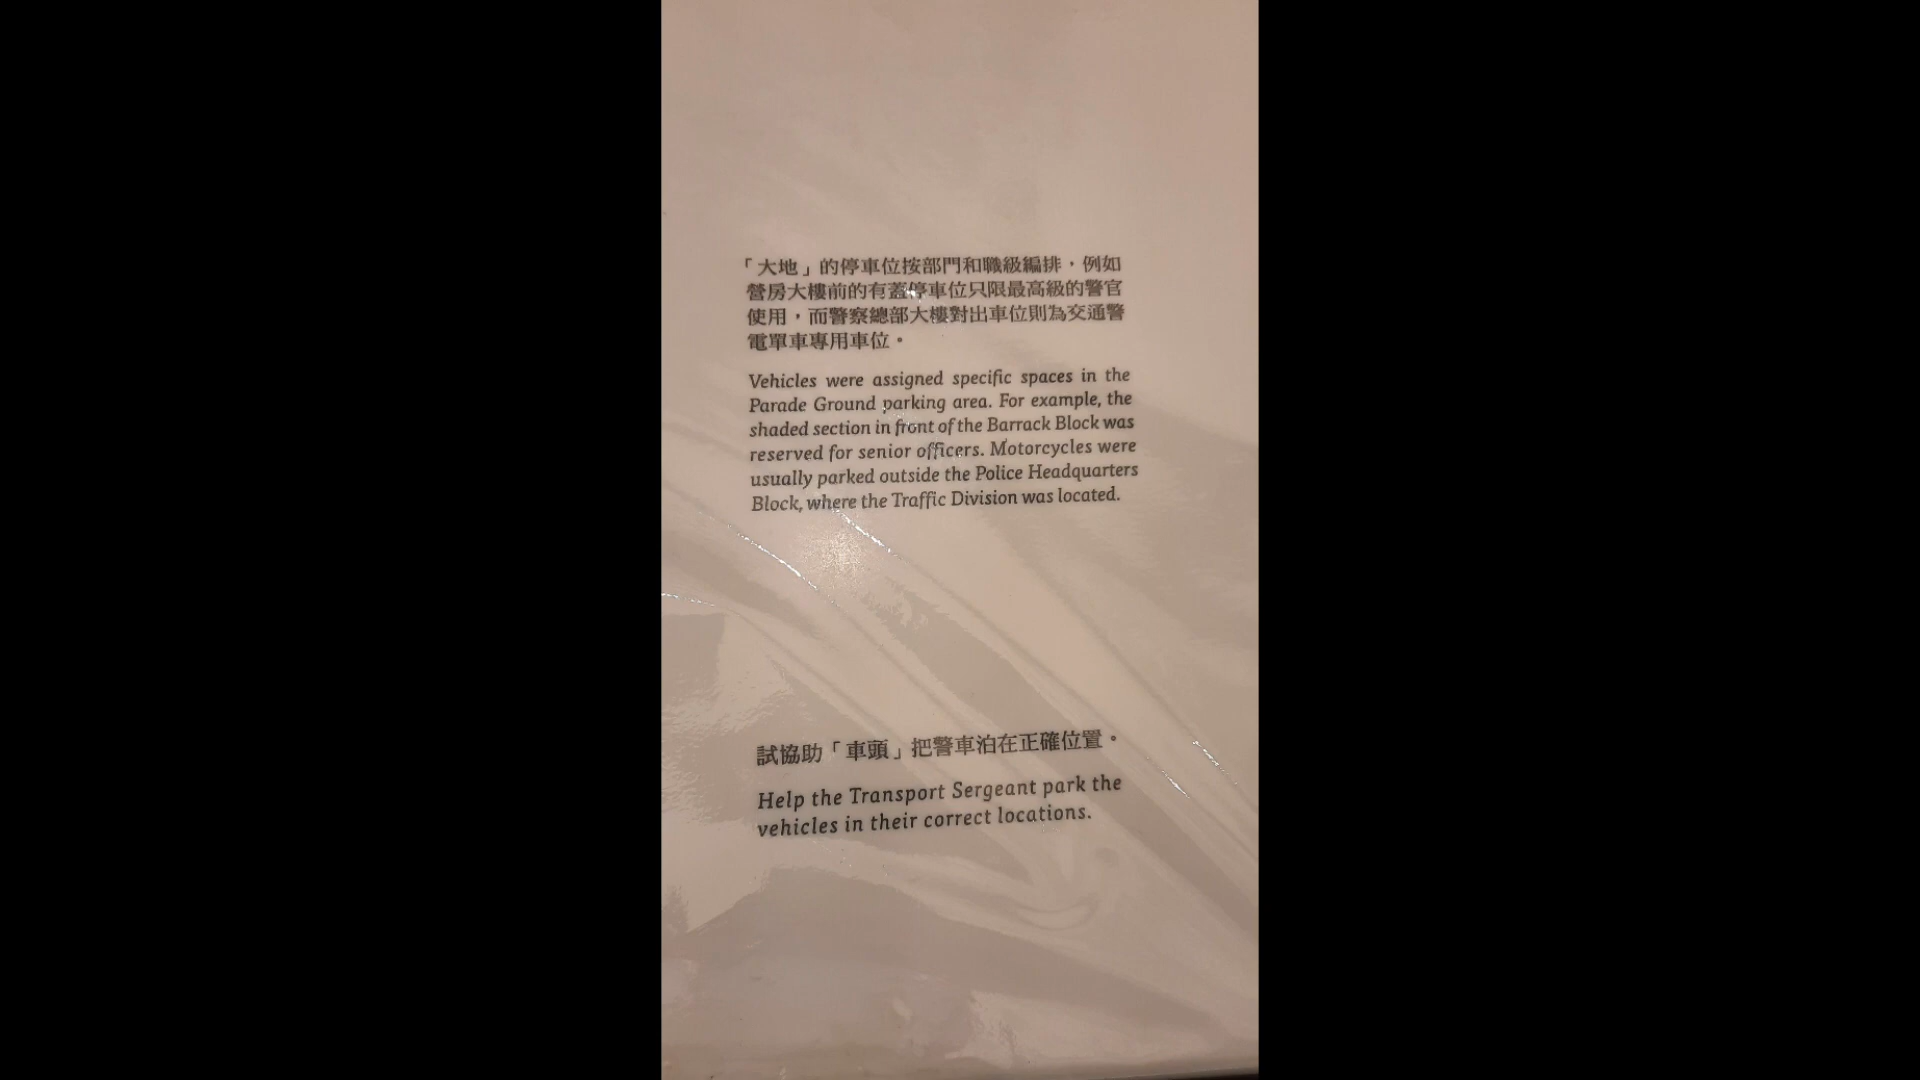 「大地」的停車位按部門和職級編排，例如
營房大樓前的有蓋停車位只限最高級的警官
使用，而警察總部大樓對出車位則為交通警
電單車專用車位。
Vehicles were assigned specific spaces in the
Parade Ground parking area. For example, the
shaded section in front of the Barrack Block was
reserved for senior officers. Motorcycles were
usually parked outside the Police Headquarters
Block, where the Traffic Division was located.
試協助「車頭」把警車泊在正確位置。
Help the Transport Sergeant park the
vehicles in their correct locations.